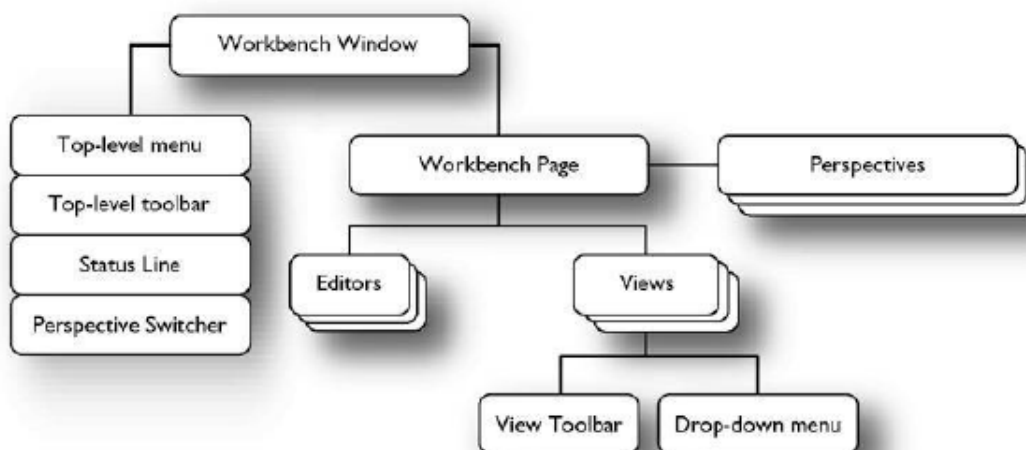 Workbench Window
Top-level menu
Top-level toolbar
Status Line
Perspective Switcher
Workbench Page
Perspectives
Editors
Views
View Toolbar
Drop-down menu